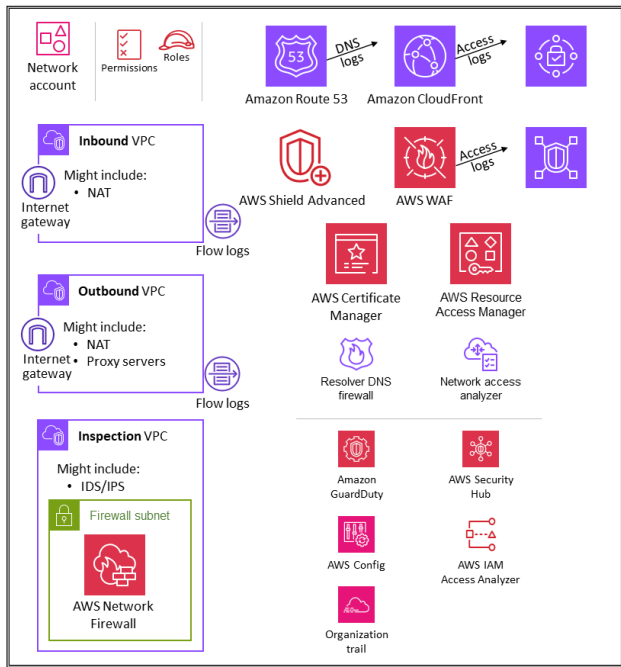 Network
account
Permissions
Roles
53
DNS
logs
Access
logs
Amazon Route 53
Amazon CloudFront
Inbound VPC
Might include:
• NAT
Internet
gateway
Flow logs
AWS Shield Advanced
AWS WAF
Access
logs
Outbound VPC
Might include:
• NAT
• Proxy servers
Internet
gateway
Flow logs
AWS Certificate
Manager
AWS Resource
Access Manager
Resolver DNS
firewall
Network access
analyzer
Inspection VPC
Might include:
• IDS/IPS
Firewall subnet
AWS Network
Firewall
Amazon
GuardDuty
AWS Security
Hub
AWS Config
AWS IAM
Access Analyzer
Organization
trail